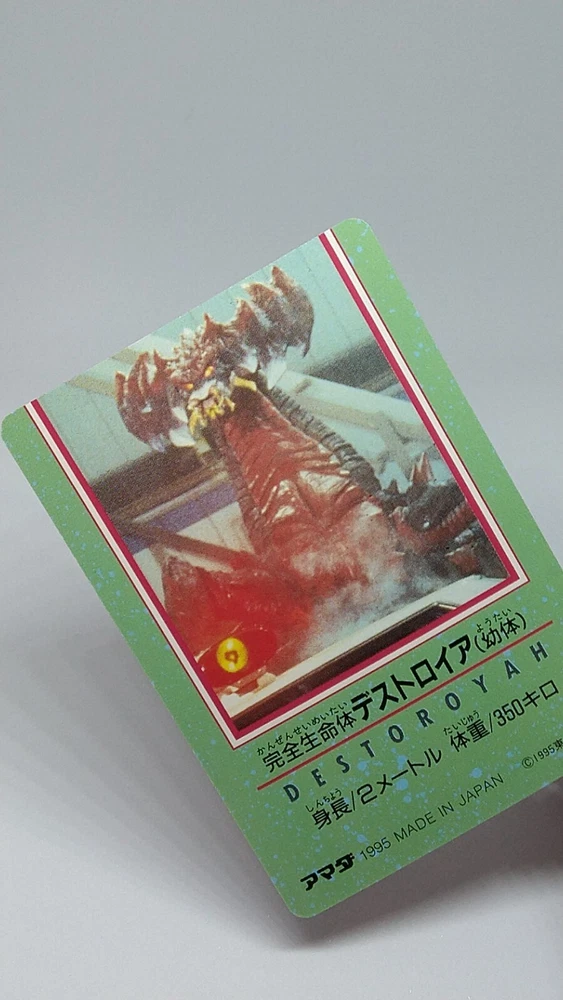 かんぜんせいめいたい ようたい
完全生命体デストロイア(幼体)
DESTOROYAH
しんちょう たいじゅう
身長/2メートル 体重/350キロ
©1995東
アマダ 1995 MADE IN JAPAN